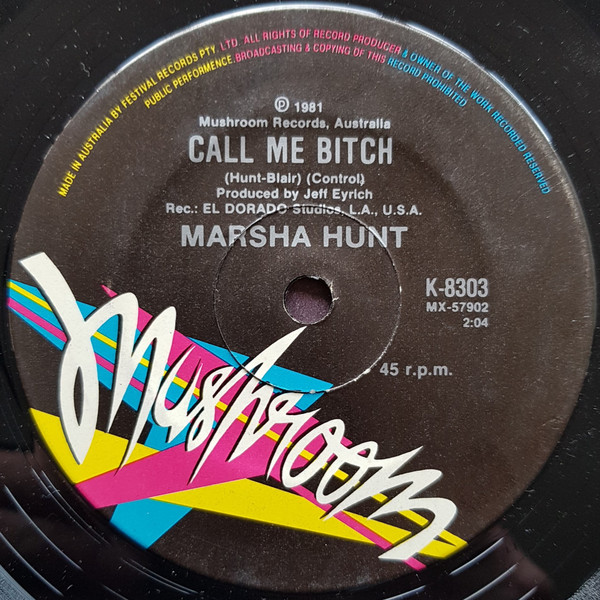 MADE IN AUSTRALIA BY FESTIVAL RECORDS PTY. LTD. ALL RIGHTS OF RECORD PRODUCER & OWNER OF THE WORK RECORDED RESERVED
PUBLIC PERFORMENCE. BROADCASTING & COPYING OF THIS RECORD PROHIBITED
℗ 1981
Mushroom Records, Australia
CALL ME BITCH
(Hunt-Blair) (Control)
Produced by Jeff Eyrich
Rec.: EL DORADO Studios, L.A., U.S.A.
MARSHA HUNT
K-8303
MX-57902
2:04
45 r.p.m.
Mushroom